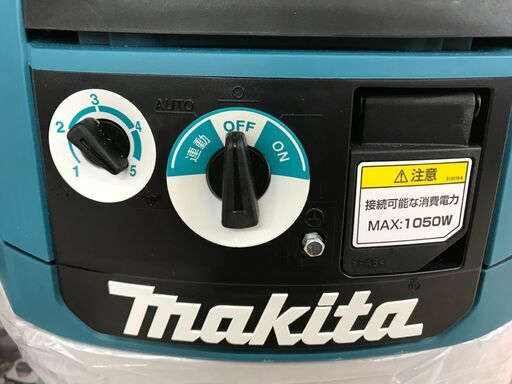 AUTO
2 3 4
1 5
連動 OFF ON
注意
接続可能な消費電力
MAX:1050W
makita